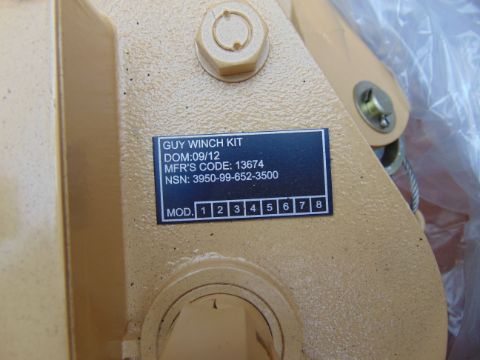 GUY WINCH KIT
DOM:09/12
MFR'S CODE: 13674
NSN: 3950-99-652-3500
MOD. 1 2 3 4 5 6 7 8